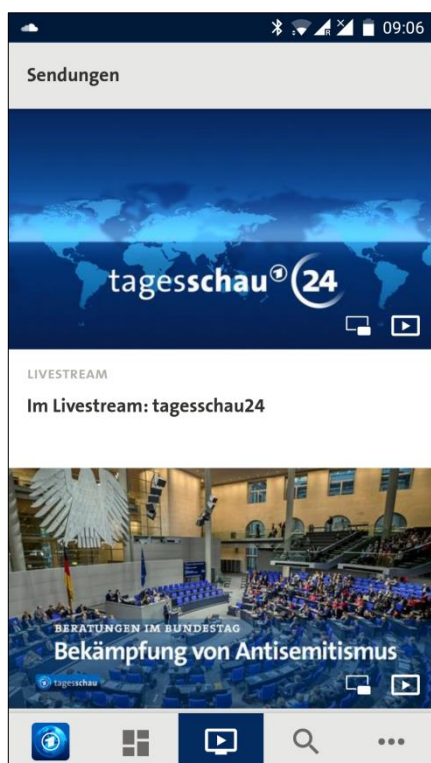 09:06
Sendungen
tagesschau 24
LIVESTREAM
Im Livestream: tagesschau24
BERATUNGEN IM BUNDESTAG
Bekämpfung von Antisemitismus
tagesschau